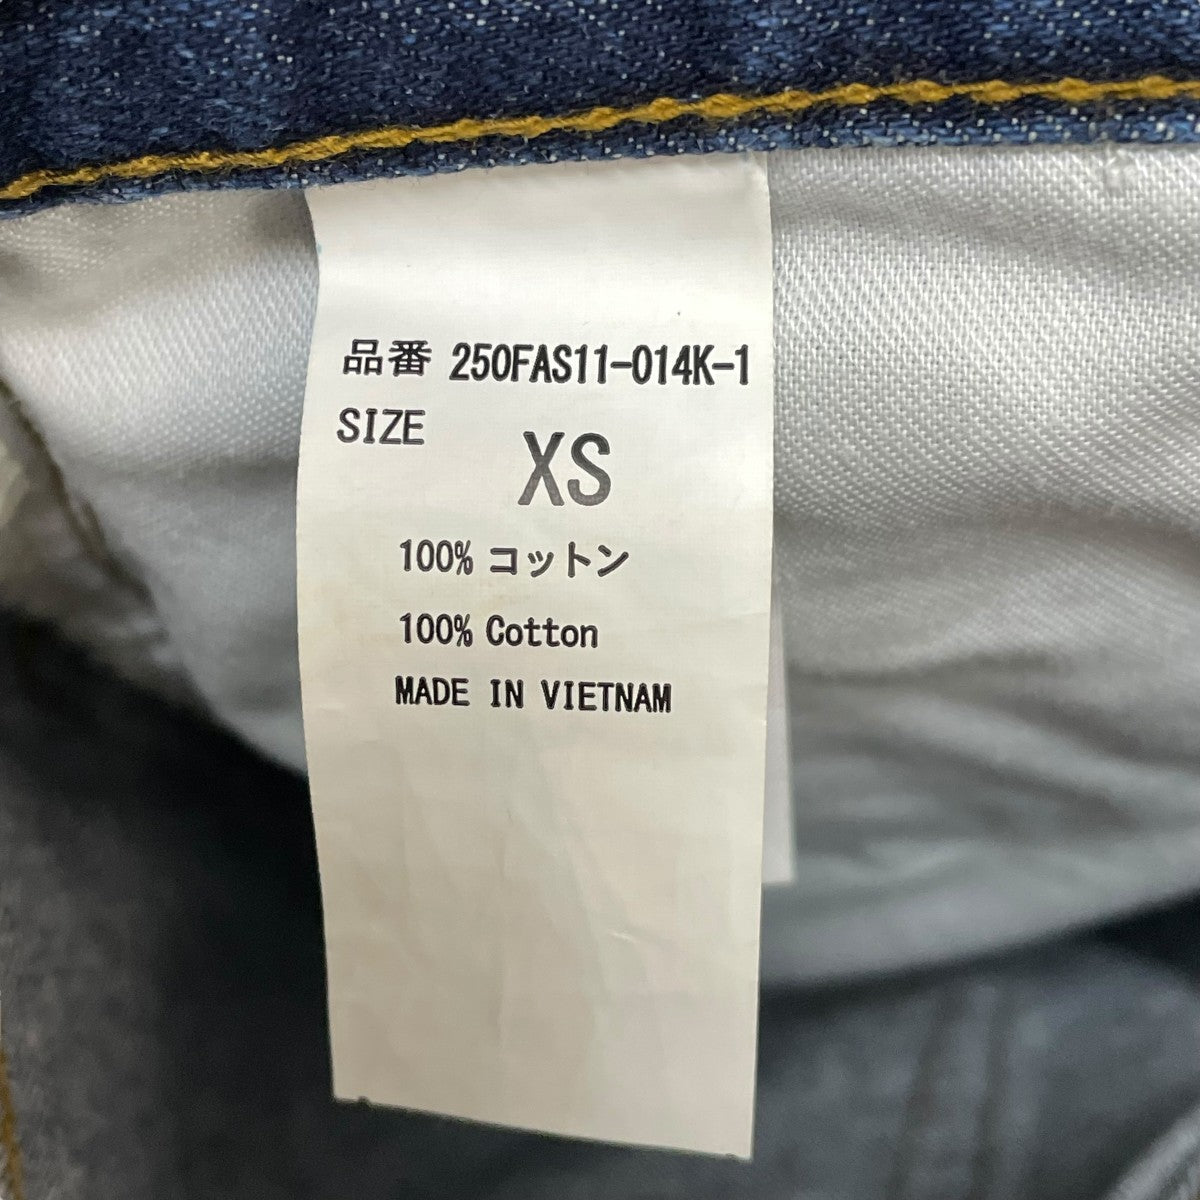 品番 250FAS11-014K-1
SIZE
XS
100% コットン
100% Cotton
MADE IN VIETNAM